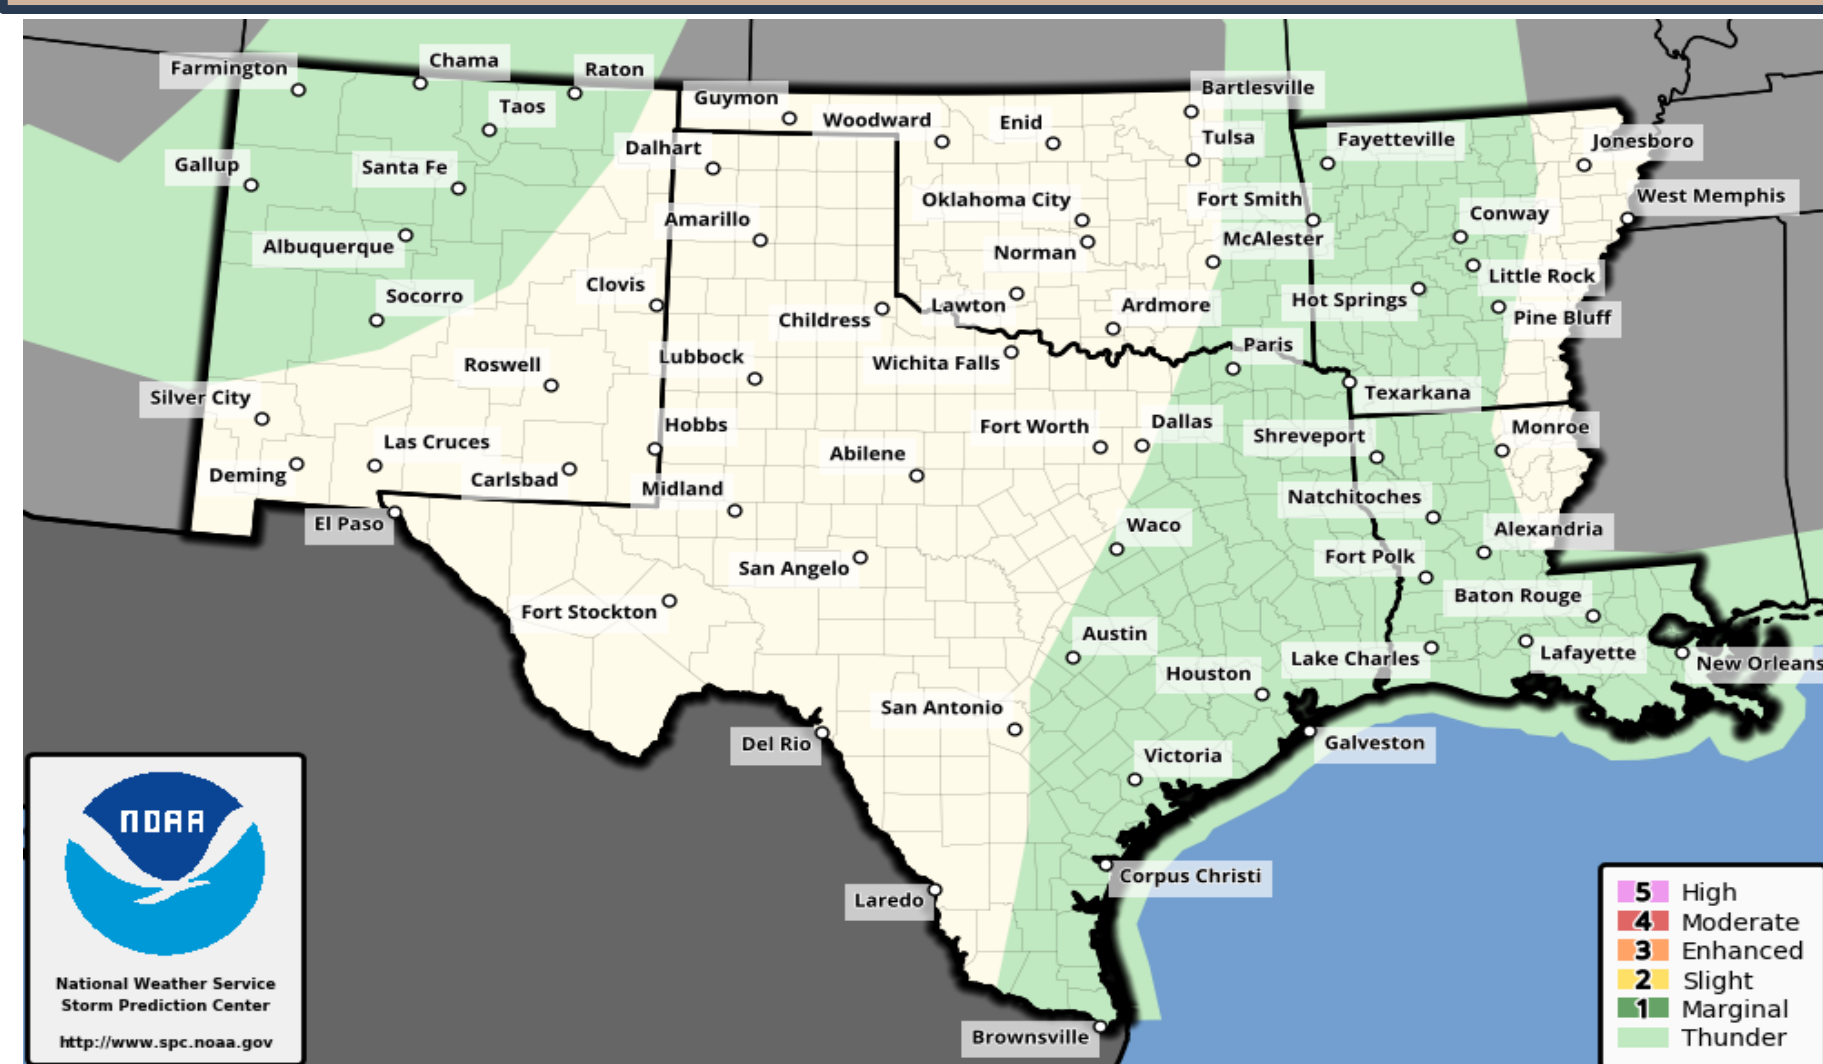 Farmington
Chama
Raton
Taos
Guymon
Woodward
Enid
Bartlesville
Tulsa
Fayetteville
Jonesboro
Gallup
Santa Fe
Dalhart
Oklahoma City
Fort Smith
West Memphis
Conway
Albuquerque
Amarillo
Norman
McAlester
Little Rock
Socorro
Clovis
Childress
Lawton
Ardmore
Hot Springs
Pine Bluff
Roswell
Lubbock
Wichita Falls
Paris
Texarkana
Silver City
Las Cruces
Hobbs
Abilene
Fort Worth
Dallas
Shreveport
Monroe
Deming
Carlsbad
Midland
Natchitoches
El Paso
San Angelo
Waco
Fort Polk
Alexandria
Fort Stockton
Austin
Baton Rouge
Houston
Lake Charles
Lafayette
New Orleans
San Antonio
Del Rio
Victoria
Galveston
Laredo
Corpus Christi
Brownsville
NOAA
National Weather Service
Storm Prediction Center
http://www.spc.noaa.gov
5 High
4 Moderate
3 Enhanced
2 Slight
1 Marginal
Thunder